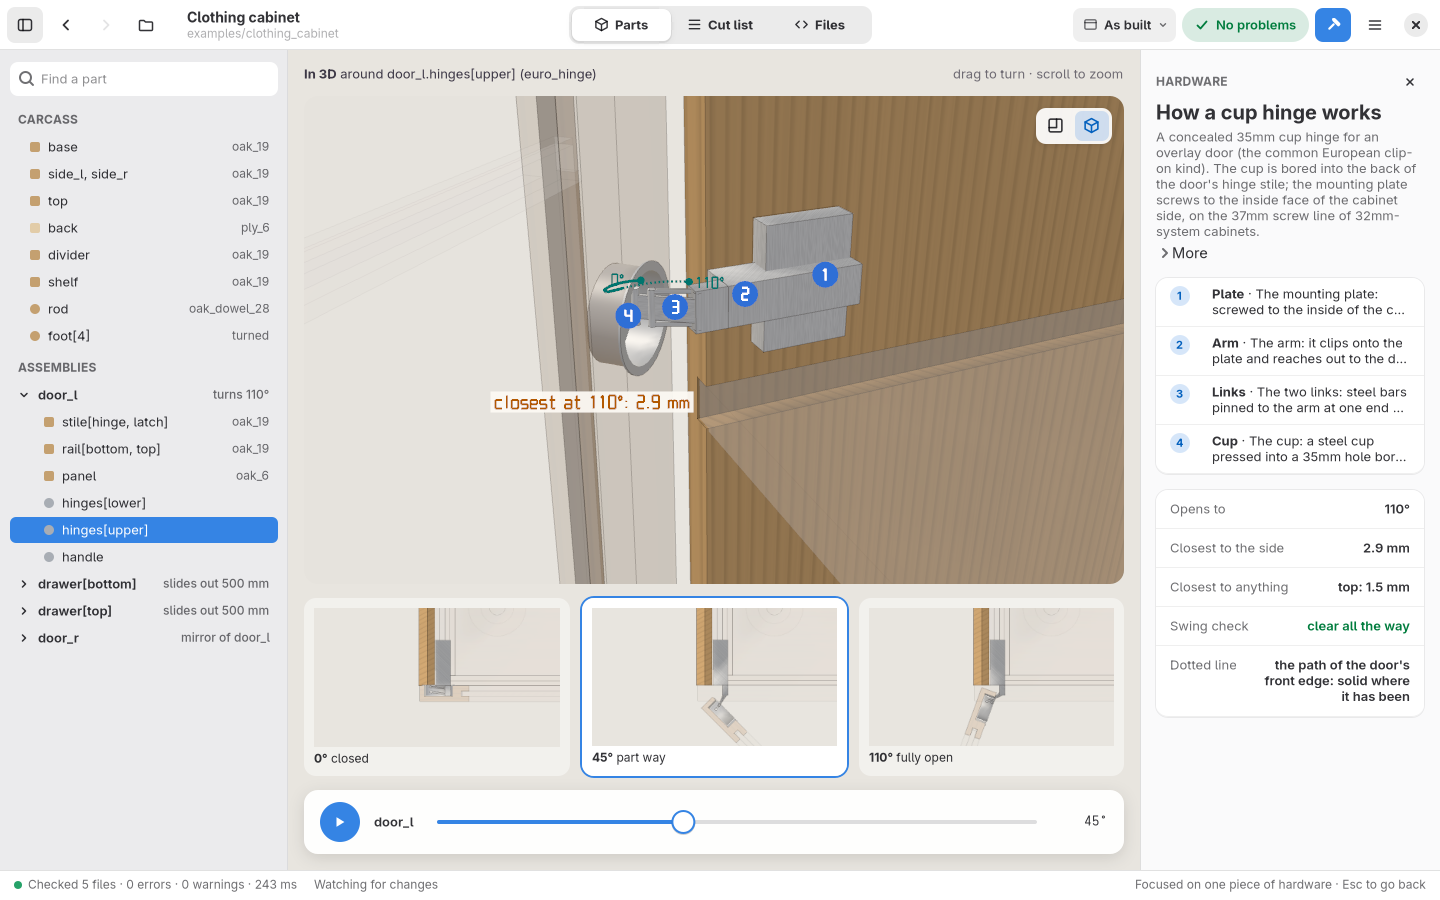 Clothing cabinet
examples/clothing_cabinet
Parts
Cut list
Files
As built
No problems
Find a part
CARCASS
base oak_19
side_l, side_r oak_19
top oak_19
back ply_6
divider oak_19
shelf oak_19
rod oak_dowel_28
foot[4] turned
ASSEMBLIES
door_l turns 110°
stile[hinge, latch] oak_19
rail[bottom, top] oak_19
panel oak_6
hinges[lower]
hinges[upper]
handle
drawer[bottom] slides out 500 mm
drawer[top] slides out 500 mm
door_r mirror of door_l
In 3D around door_l.hinges[upper] (euro_hinge)
drag to turn · scroll to zoom
0°
110°
1
2
3
4
closest at 110°: 2.9 mm
0° closed
45° part way
110° fully open
door_l
45°
HARDWARE
How a cup hinge works
A concealed 35mm cup hinge for an
overlay door (the common European clip-
on kind). The cup is bored into the back of
the door's hinge stile; the mounting plate
screws to the inside face of the cabinet
side, on the 37mm screw line of 32mm-
system cabinets.
More
1 Plate · The mounting plate:
screwed to the inside of the c...
2 Arm · The arm: it clips onto the
plate and reaches out to the d...
3 Links · The two links: steel bars
pinned to the arm at one end ...
4 Cup · The cup: a steel cup
pressed into a 35mm hole bor...
Opens to 110°
Closest to the side 2.9 mm
Closest to anything top: 1.5 mm
Swing check clear all the way
Dotted line the path of the door's
front edge: solid where
it has been
Checked 5 files · 0 errors · 0 warnings · 243 ms
Watching for changes
Focused on one piece of hardware · Esc to go back